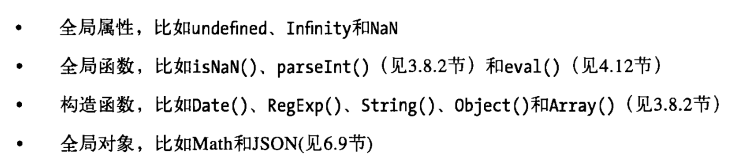 • 全局属性，比如undefined、Infinity和NaN
• 全局函数，比如isNaN()、parseInt()（见3.8.2节）和eval()（见4.12节）
• 构造函数，比如Date()、RegExp()、String()、Object()和Array()（见3.8.2节）
• 全局对象，比如Math和JSON(见6.9节)